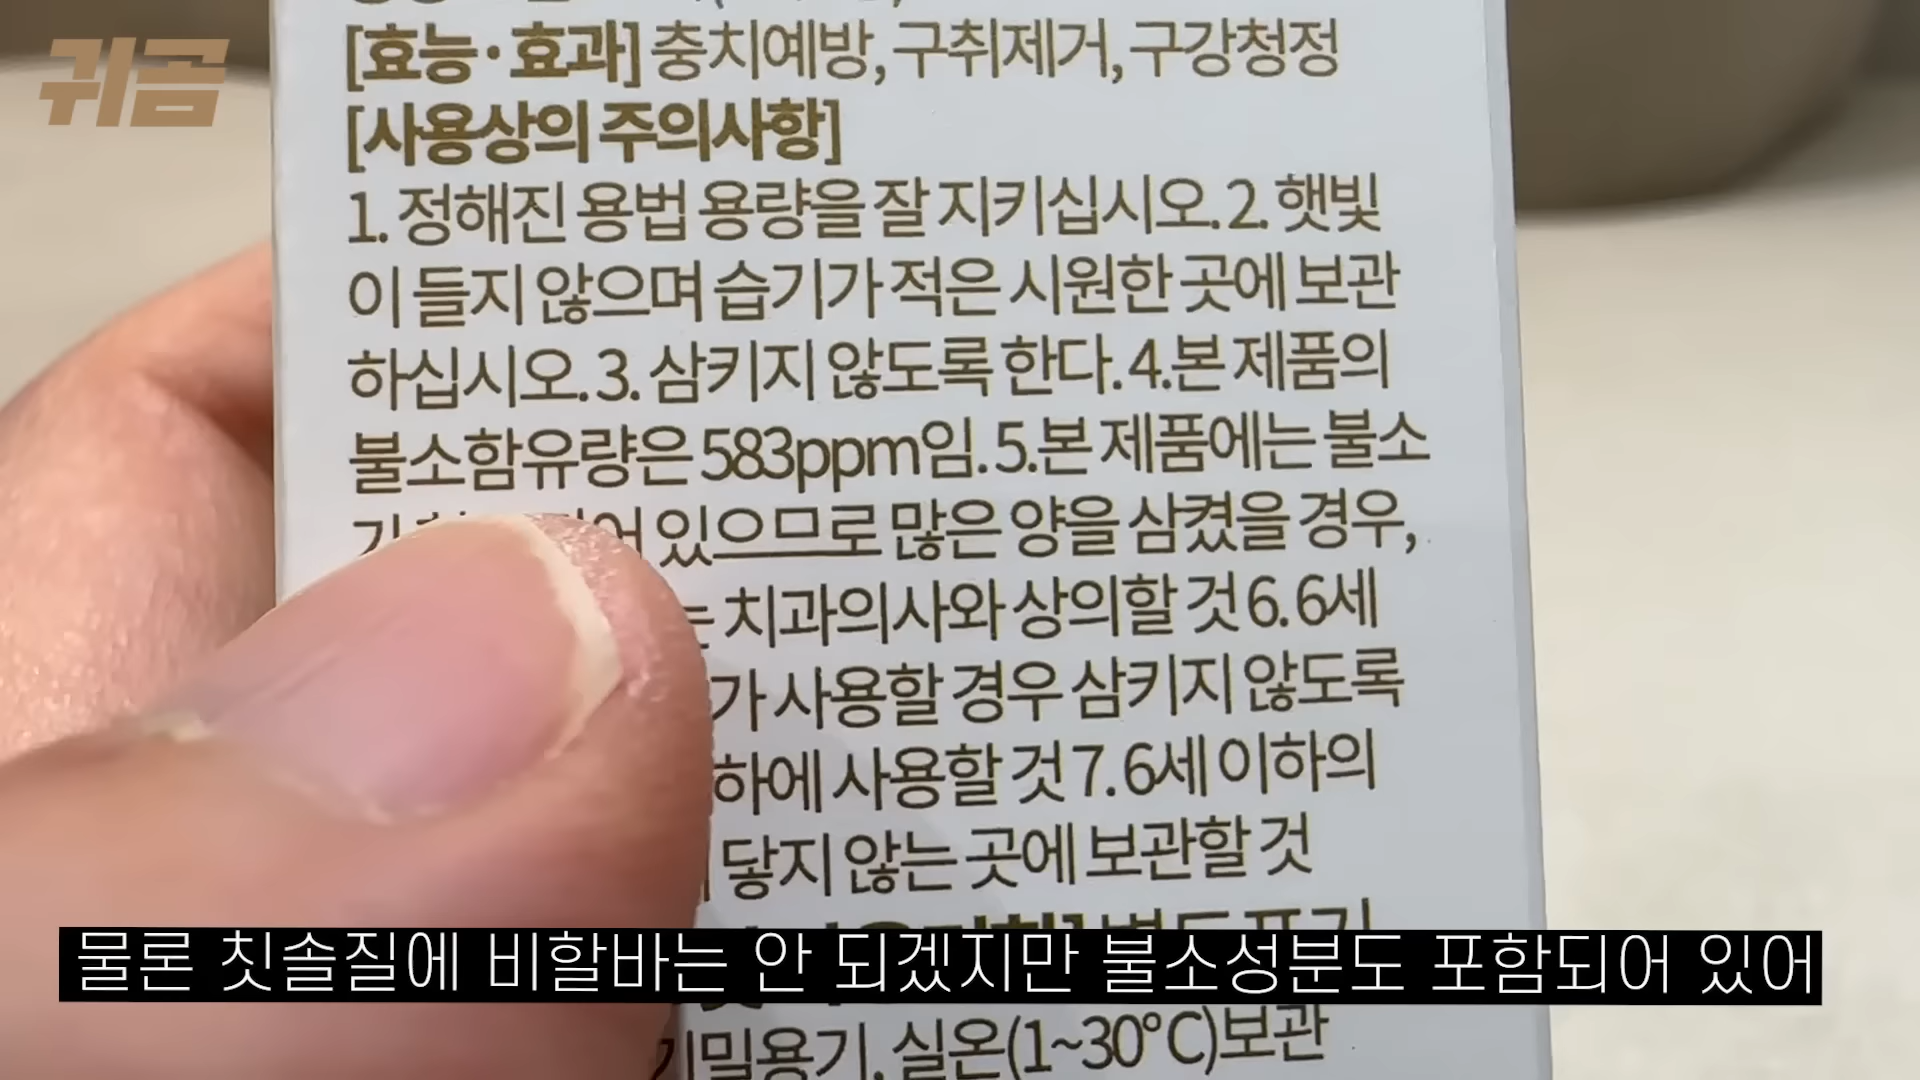 귀곰
[효능·효과] 충치예방, 구취제거, 구강청정
[사용상의 주의사항]
1. 정해진 용법 용량을 잘 지키십시오. 2. 햇빛
이 들지 않으며 습기가 적은 시원한 곳에 보관
하십시오. 3. 삼키지 않도록 한다. 4.본 제품의
불소함유량은 583ppm임. 5.본 제품에는 불소
있으므로 많은 양을 삼켰을 경우,
치과의사와 상의할 것 6. 6세
가 사용할 경우 삼키지 않도록
하에 사용할 것 7. 6세 이하의
닿지 않는 곳에 보관할 것
물론 칫솔질에 비할바는 안 되겠지만 불소성분도 포함되어 있어
기밀용기, 실온(1~30°C)보관